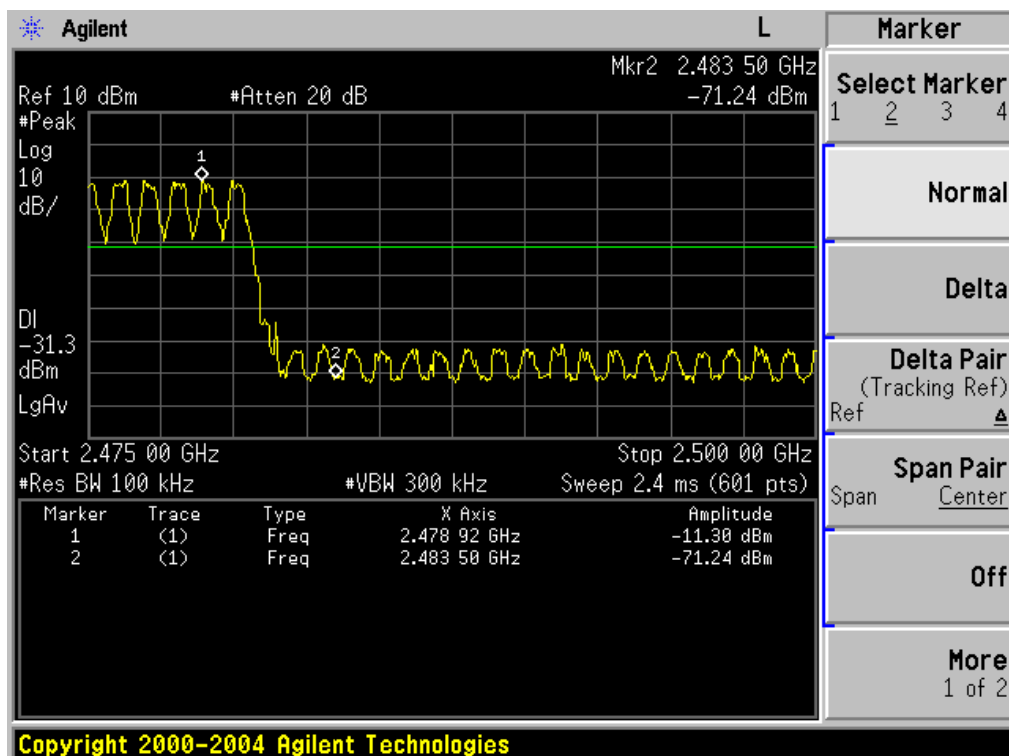 Agilent L
Mkr2 2.483 50 GHz
Ref 10 dBm #Atten 20 dB -71.24 dBm
#Peak
Log
10
dB/
1
2
DI
-31.3
dBm
LgAv
Start 2.475 00 GHz Stop 2.500 00 GHz
#Res BW 100 kHz #VBW 300 kHz Sweep 2.4 ms (601 pts)
Marker Trace Type X Axis Amplitude
1 (1) Freq 2.478 92 GHz -11.30 dBm
2 (1) Freq 2.483 50 GHz -71.24 dBm
Marker
Select Marker
1 2 3 4
Normal
Delta
Delta Pair
(Tracking Ref)
Ref Δ
Span Pair
Span Center
Off
More
1 of 2
Copyright 2000-2004 Agilent Technologies